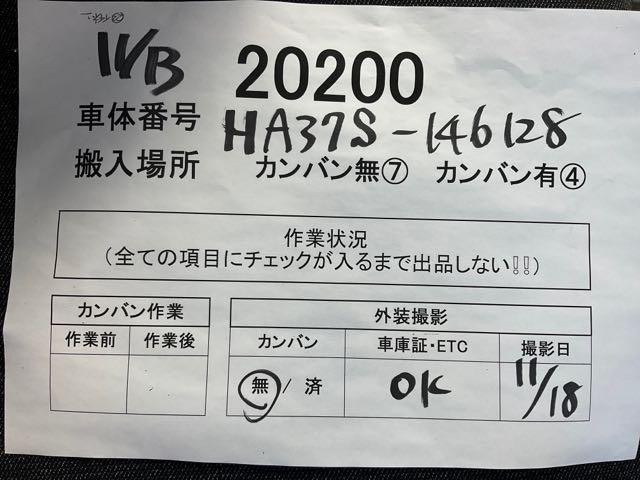 IVB 20200
車体番号 HA37S-146128
搬入場所 カンバン無⑦ カンバン有④
作業状況
(全ての項目にチェックが入るまで出品しない!!)
カンバン作業 外装撮影
作業前 作業後 カンバン 車庫証・ETC 撮影日
無 / 済 OK 11/18